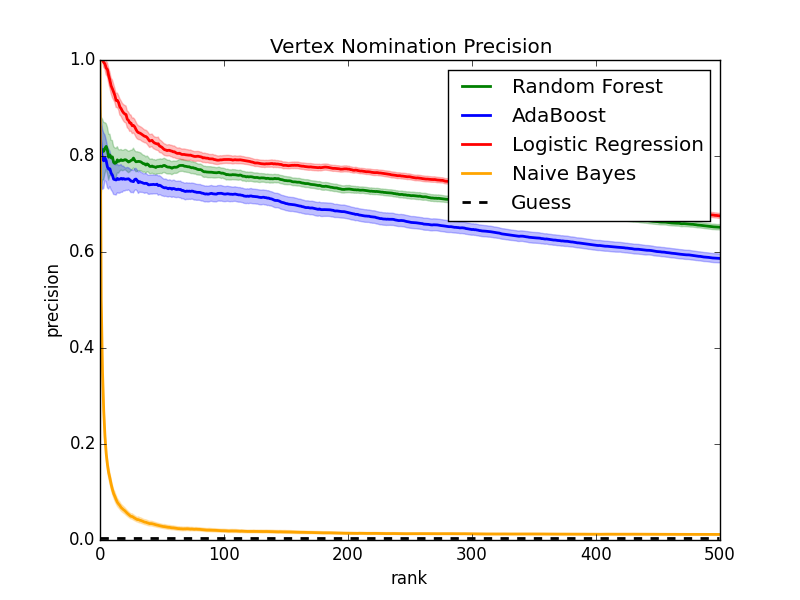 Vertex Nomination Precision
1.0
0.8
0.6
0.4
0.2
0.0
precision
Random Forest
AdaBoost
Logistic Regression
Naive Bayes
Guess
0 100 200 300 400 500
rank